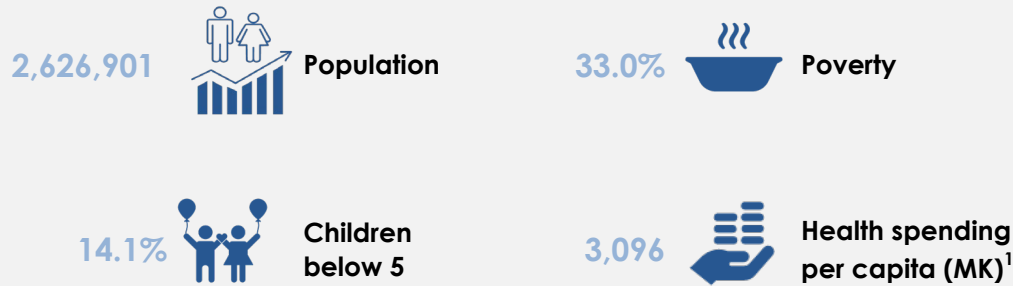 2,626,901
Population
33.0%
Poverty
14.1%
Children
below 5
3,096
Health spending
per capita (MK)1